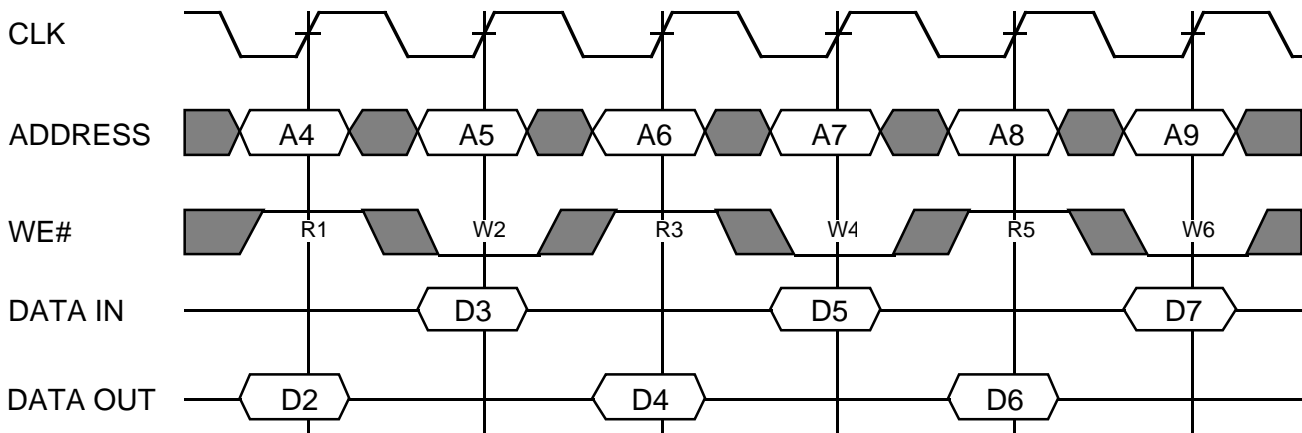 CLK
ADDRESS A4 A5 A6 A7 A8 A9
WE# R1 W2 R3 W4 R5 W6
DATA IN D3 D5 D7
DATA OUT D2 D4 D6